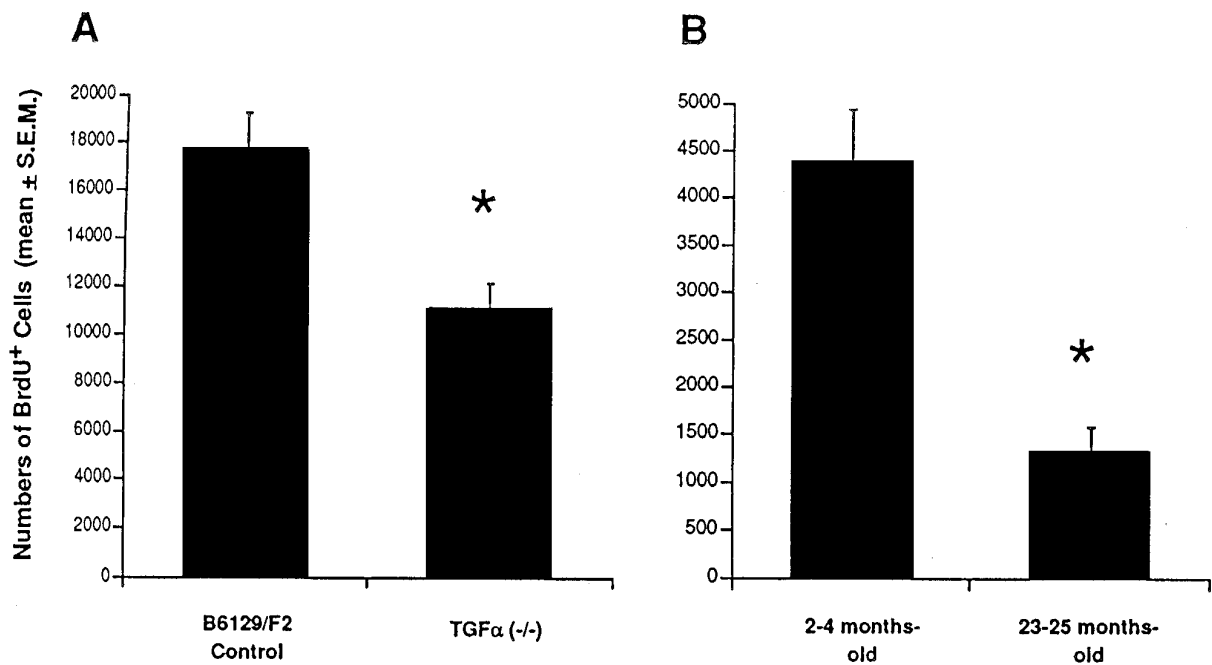 A
Numbers of BrdU+ Cells (mean ± S.E.M.)
20000
18000
16000
14000
12000
10000
8000
6000
4000
2000
0
*
B6129/F2
Control
TGFα (-/-)
B
5000
4500
4000
3500
3000
2500
2000
1500
1000
500
0
*
2-4 months-
old
23-25 months-
old